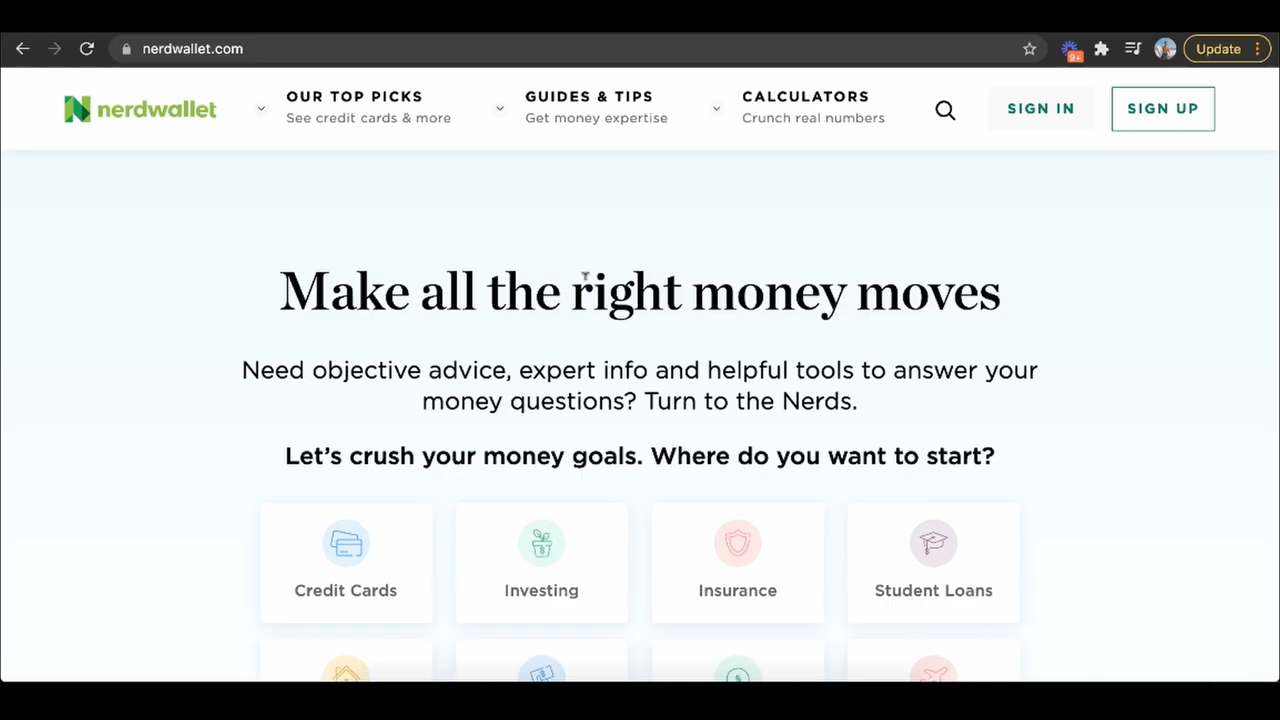 nerdwallet.com
9+
Update
nerdwallet
OUR TOP PICKS
See credit cards & more
GUIDES & TIPS
Get money expertise
CALCULATORS
Crunch real numbers
SIGN IN
SIGN UP
Make all the right money moves
Need objective advice, expert info and helpful tools to answer your
money questions? Turn to the Nerds.
Let’s crush your money goals. Where do you want to start?
Credit Cards
Investing
Insurance
Student Loans